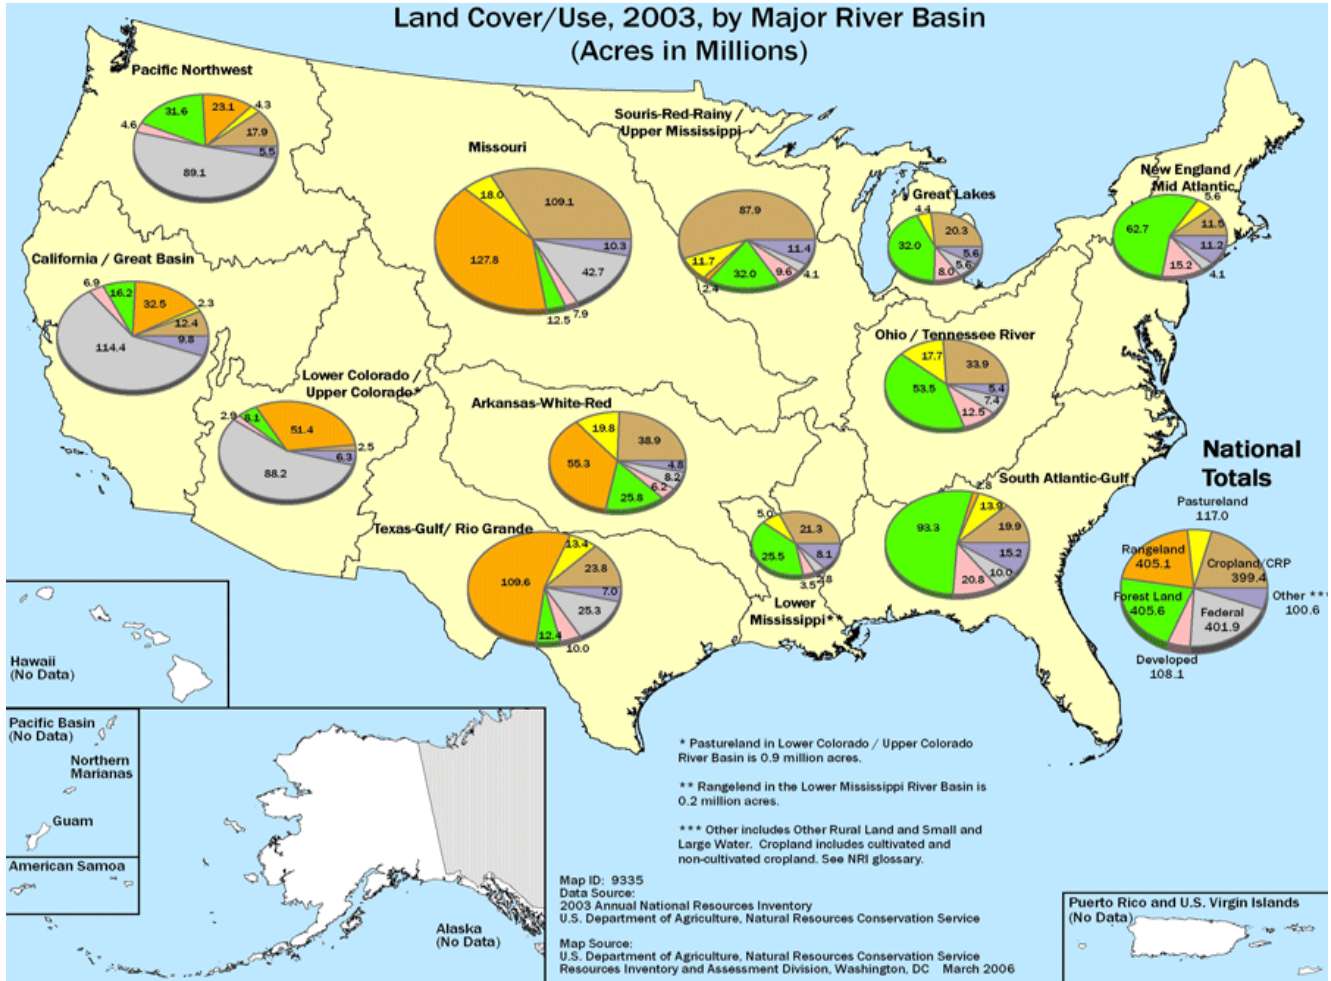 Land Cover/Use, 2003, by Major River Basin
(Acres in Millions)
Pacific Northwest
31.6
23.1
4.3
4.6
17.9
5.5
89.1
Missouri
18.0
109.1
10.3
127.8
42.7
12.5
7.9
Souris-Red-Rainy /
Upper Mississippi
87.9
11.4
11.7
2.4
32.0
9.6
4.1
Great Lakes
4.4
20.3
32.0
5.6
5.6
8.0
New England /
Mid Atlantic
5.6
11.5
62.7
11.2
15.2
4.1
California / Great Basin
6.9
16.2
32.5
2.3
12.4
9.8
114.4
Lower Colorado /
Upper Colorado*
2.9
8.1
51.4
2.5
6.3
88.2
Arkansas-White-Red
19.8
38.9
55.3
4.8
8.2
6.2
25.8
Ohio / Tennessee River
17.7
33.9
53.5
5.4
7.4
12.5
South Atlantic-Gulf
2.8
13.9
93.3
19.9
15.2
10.0
20.8
Texas-Gulf/ Rio Grande
13.4
109.6
23.8
7.0
25.3
12.4
10.0
5.0
21.3
25.5
8.1
2.8
3.5
Lower
Mississippi**
National
Totals
Pastureland
117.0
Rangeland
405.1
Cropland/CRP
399.4
Forest Land
405.6
Other ***
100.6
Federal
401.9
Developed
108.1
Hawaii
(No Data)
Pacific Basin
(No Data)
Northern
Marianas
Guam
American Samoa
Alaska
(No Data)
* Pastureland in Lower Colorado / Upper Colorado
River Basin is 0.9 million acres.
** Rangelend in the Lower Mississippi River Basin is
0.2 million acres.
*** Other includes Other Rural Land and Small and
Large Water. Cropland includes cultivated and
non-cultivated cropland. See NRI glossary.
Map ID: 9335
Data Source:
2003 Annual National Resources Inventory
U.S. Department of Agriculture, Natural Resources Conservation Service
Map Source:
U.S. Department of Agriculture, Natural Resources Conservation Service
Resources Inventory and Assessment Division, Washington, DC March 2006
Puerto Rico and U.S. Virgin Islands
(No Data)